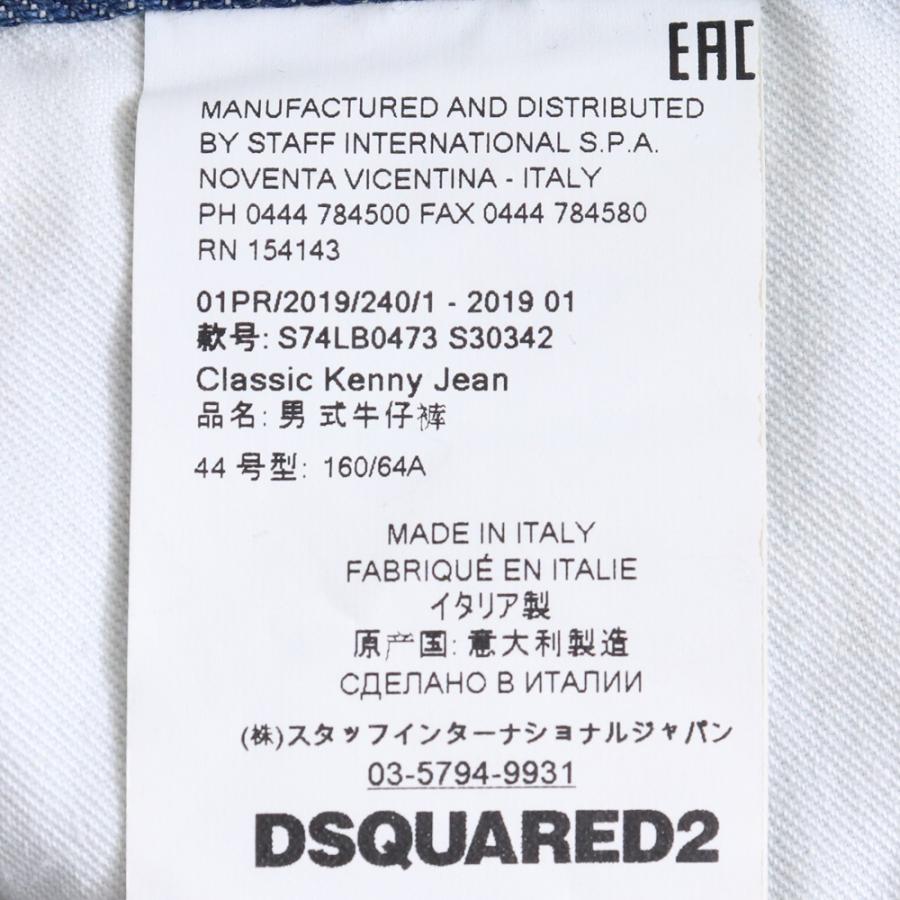 EAC
MANUFACTURED AND DISTRIBUTED
BY STAFF INTERNATIONAL S.P.A.
NOVENTA VICENTINA - ITALY
PH 0444 784500 FAX 0444 784580
RN 154143
01PR/2019/240/1 - 2019 01
款号: S74LB0473 S30342
Classic Kenny Jean
品名: 男 式牛仔裤
44 号型: 160/64A
MADE IN ITALY
FABRIQUÉ EN ITALIE
イタリア製
原产国: 意大利製造
СДЕЛАНО В ИТАЛИИ
(株)スタッフインターナショナルジャパン
03-5794-9931
DSQUARED2